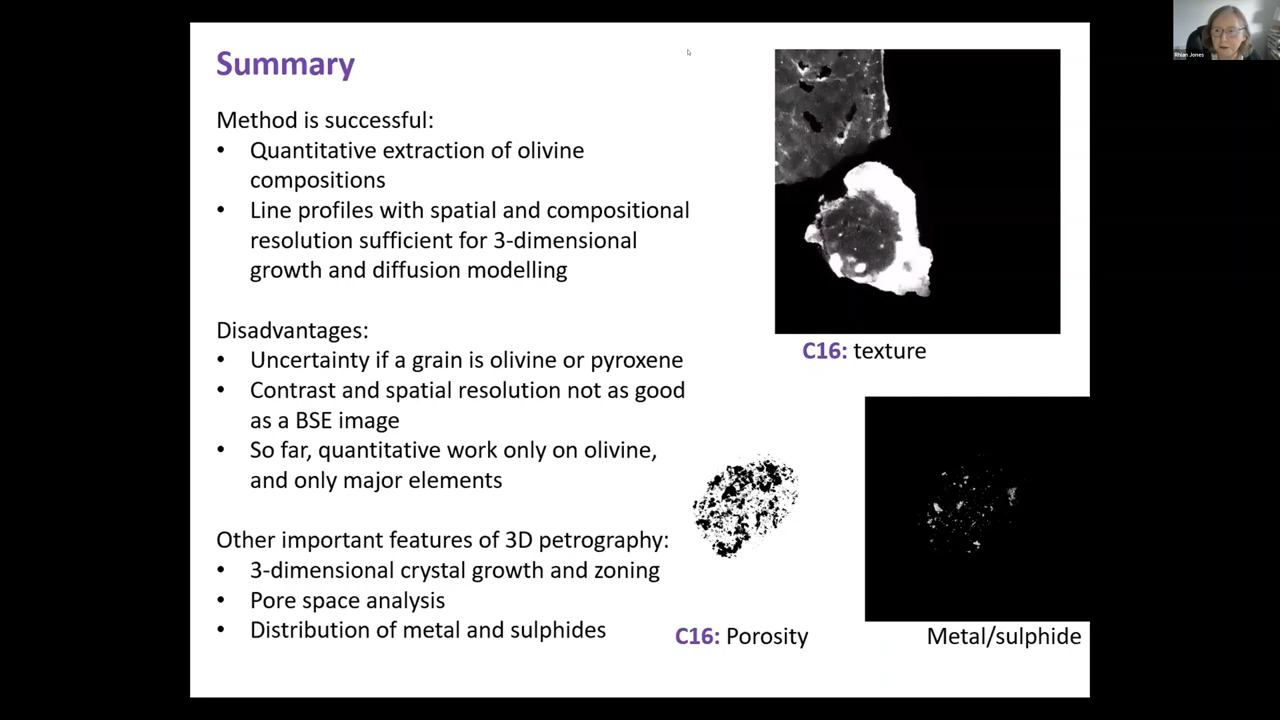 Summary
Method is successful:
• Quantitative extraction of olivine
compositions
• Line profiles with spatial and compositional
resolution sufficient for 3-dimensional
growth and diffusion modelling
Disadvantages:
• Uncertainty if a grain is olivine or pyroxene
• Contrast and spatial resolution not as good
as a BSE image
• So far, quantitative work only on olivine,
and only major elements
Other important features of 3D petrography:
• 3-dimensional crystal growth and zoning
• Pore space analysis
• Distribution of metal and sulphides
C16: texture
C16: Porosity
Metal/sulphide
Rhian Jones